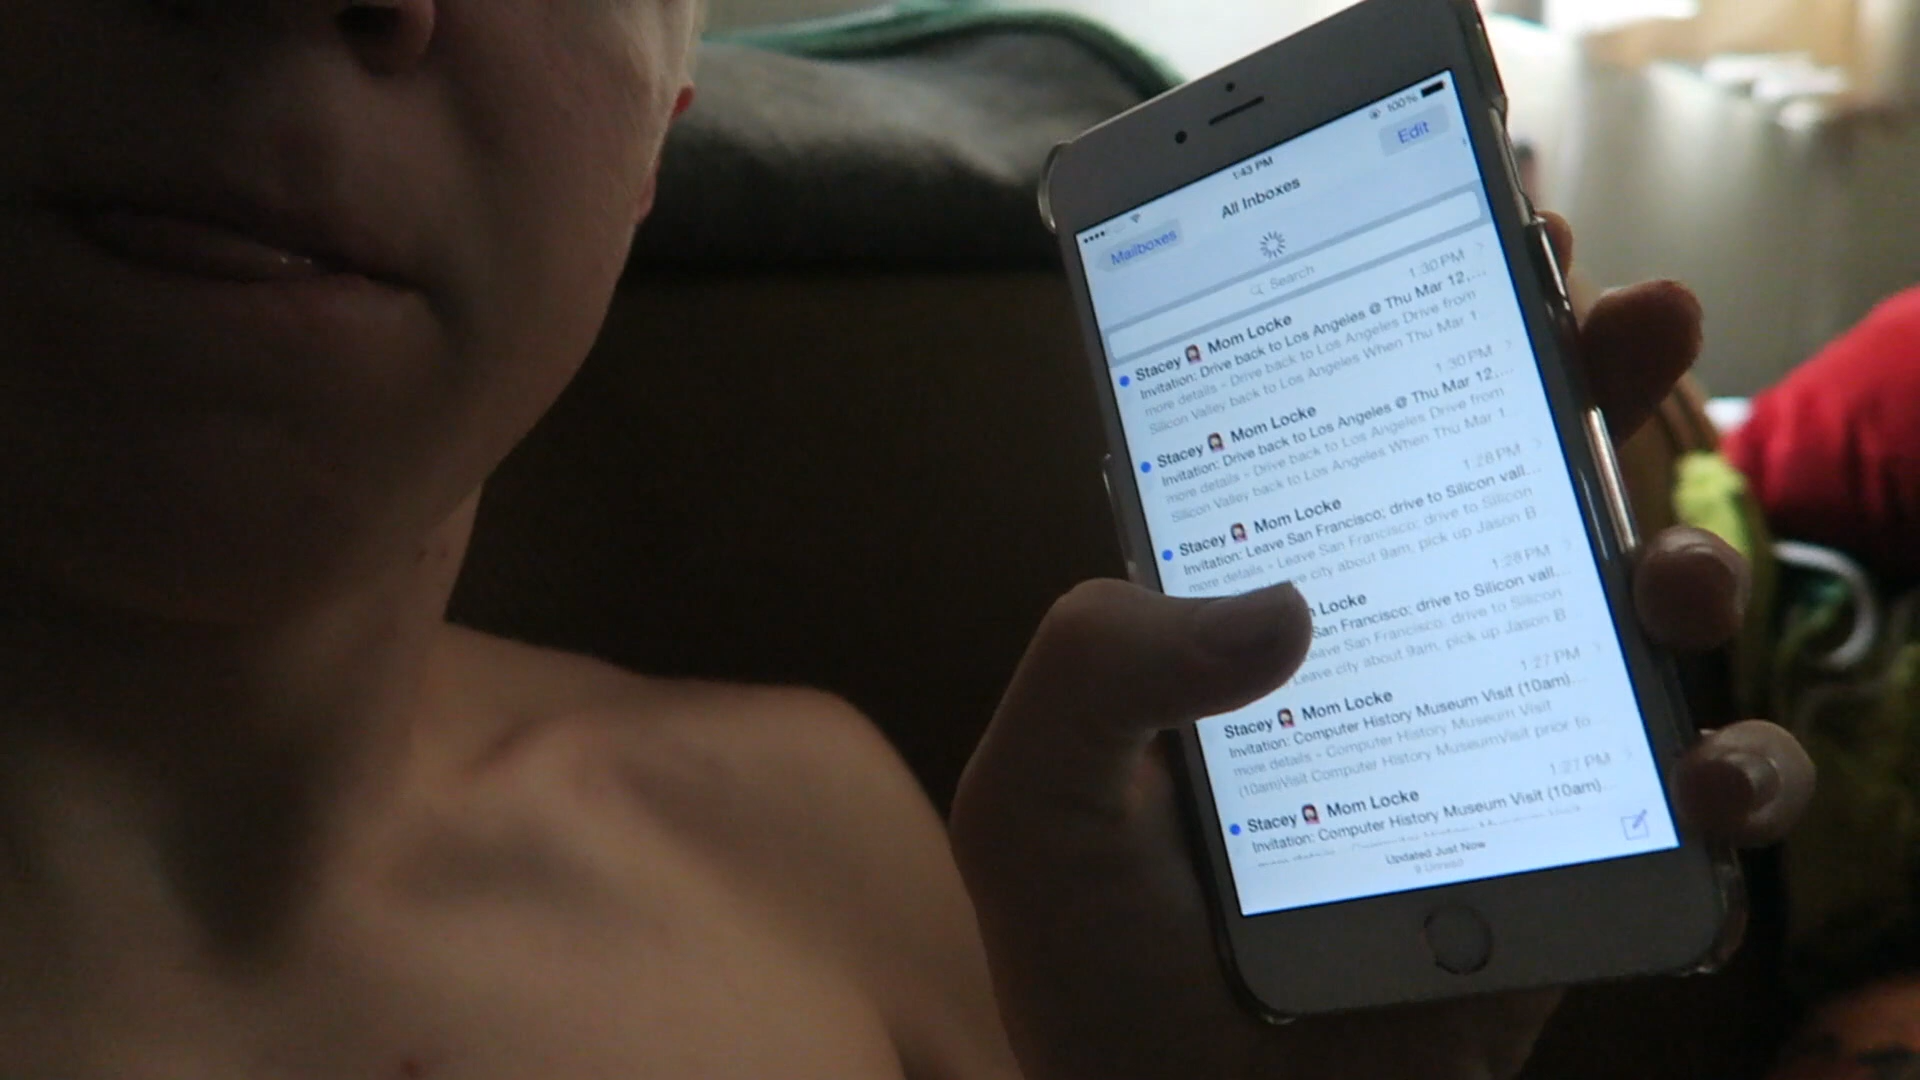 100%
1:43 PM
Mailboxes
All Inboxes
Edit
Search
Stacey Mom Locke 1:30 PM
Invitation: Drive back to Los Angeles @ Thu Mar 12,...
more details » Drive back to Los Angeles Drive from
Silicon Valley back to Los Angeles When Thu Mar 1
Stacey Mom Locke 1:30 PM
Invitation: Drive back to Los Angeles @ Thu Mar 12,...
more details » Drive back to Los Angeles Drive from
Silicon Valley back to Los Angeles When Thu Mar 1
Stacey Mom Locke 1:28 PM
Invitation: Leave San Francisco; drive to Silicon vall...
more details » Leave San Francisco; drive to Silicon
city about 9am, pick up Jason B
Locke 1:28 PM
San Francisco; drive to Silicon vall...
Leave San Francisco; drive to Silicon
Leave city about 9am, pick up Jason B
Stacey Mom Locke 1:27 PM
Invitation: Computer History Museum Visit (10am)...
more details » Computer History Museum Visit
(10am)Visit Computer History MuseumVisit prior to
Stacey Mom Locke 1:27 PM
Invitation: Computer History Museum Visit (10am)...
Updated Just Now
9 Unread